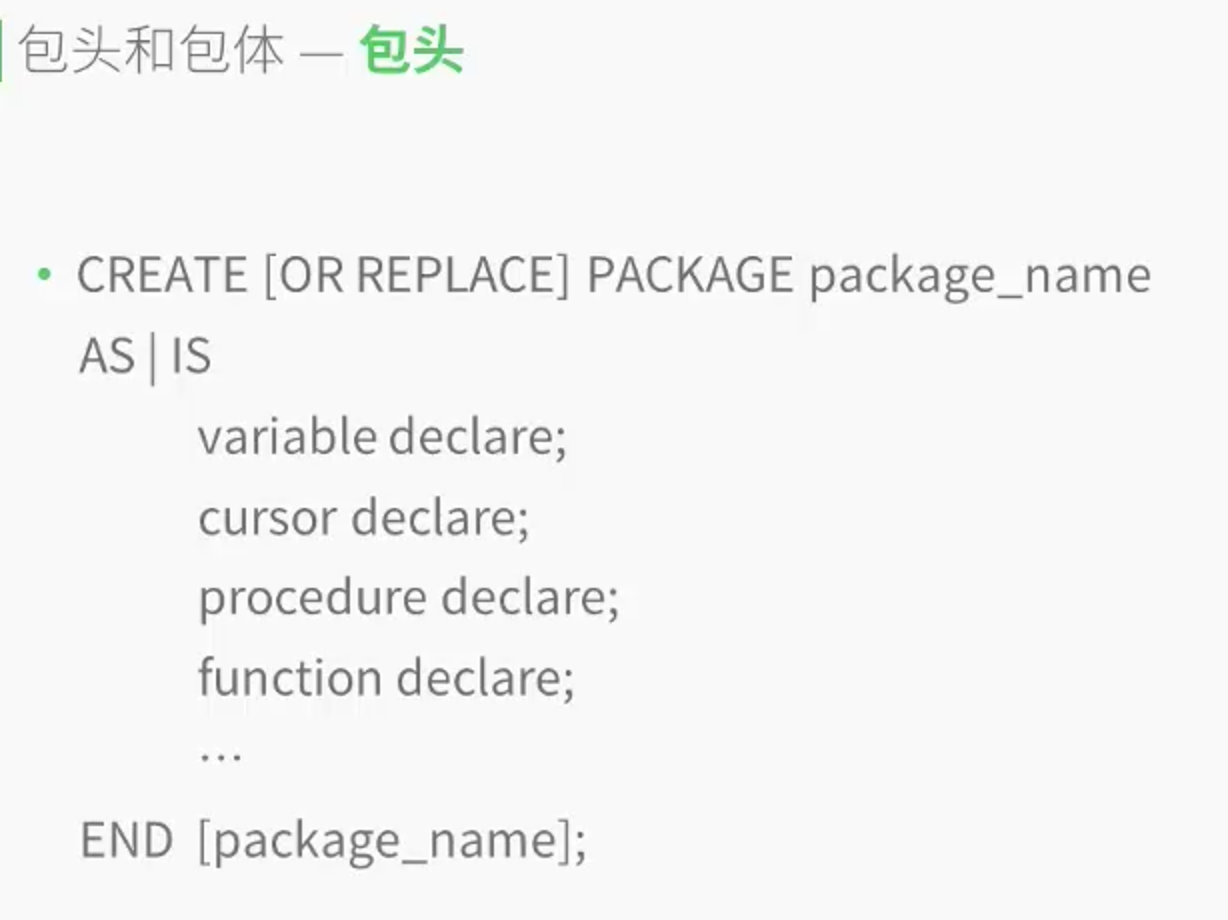 包头和包体 — 包头
• CREATE [OR REPLACE] PACKAGE package_name
AS | IS
variable declare;
cursor declare;
procedure declare;
function declare;
…
END [package_name];